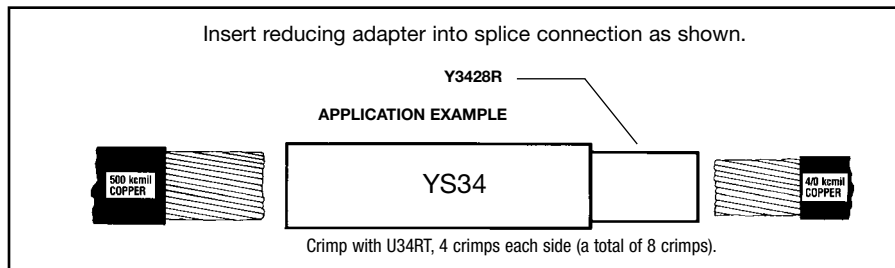 Insert reducing adapter into splice connection as shown.
Y3428R
APPLICATION EXAMPLE
500 kcmil
COPPER
YS34
4/0 kcmil
COPPER
Crimp with U34RT, 4 crimps each side (a total of 8 crimps).